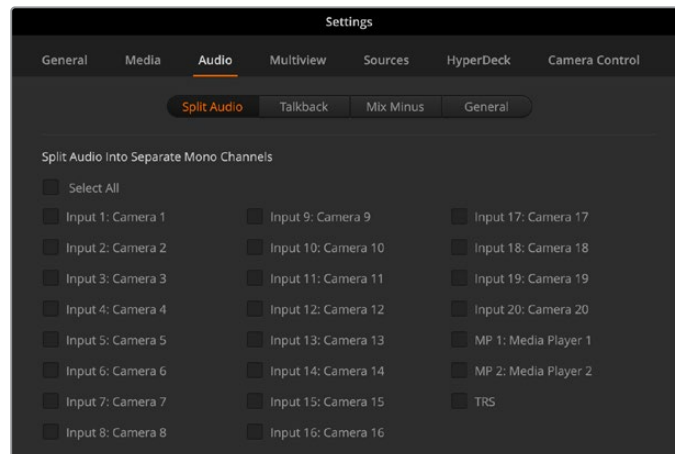 Settings
General Media Audio Multiview Sources HyperDeck Camera Control
Split Audio Talkback Mix Minus General
Split Audio Into Separate Mono Channels
Select All
Input 1: Camera 1 Input 9: Camera 9 Input 17: Camera 17
Input 2: Camera 2 Input 10: Camera 10 Input 18: Camera 18
Input 3: Camera 3 Input 11: Camera 11 Input 19: Camera 19
Input 4: Camera 4 Input 12: Camera 12 Input 20: Camera 20
Input 5: Camera 5 Input 13: Camera 13 MP 1: Media Player 1
Input 6: Camera 6 Input 14: Camera 14 MP 2: Media Player 2
Input 7: Camera 7 Input 15: Camera 15 TRS
Input 8: Camera 8 Input 16: Camera 16